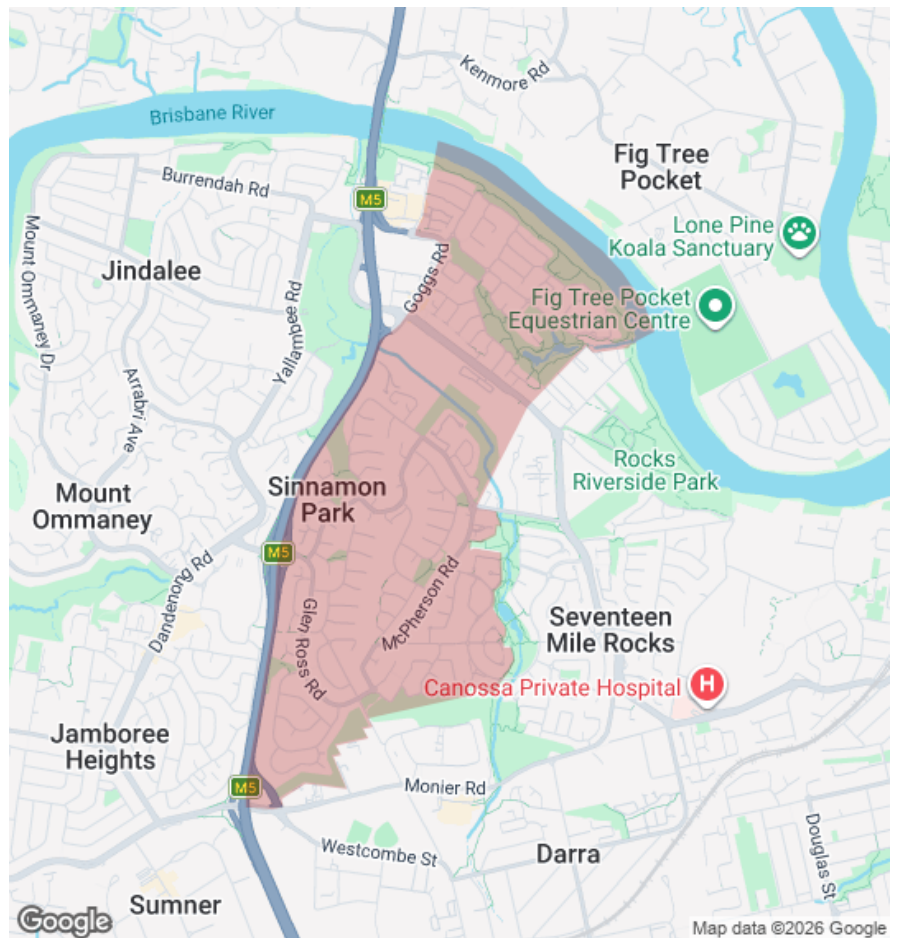 Kenmore Rd
Brisbane River
Fig Tree
Pocket
Burrendah Rd
M5
Lone Pine
Koala Sanctuary
Mount Ommaney Dr
Jindalee
Goggs Rd
Yallambee Rd
Fig Tree Pocket
Equestrian Centre
Arrabri Ave
Rocks
Riverside Park
Sinnamon
Park
Mount
Ommaney
M5
Dandenong Rd
McPherson Rd
Glen Ross Rd
Seventeen
Mile Rocks
Canossa Private Hospital
H
Jamboree
Heights
M5
Monier Rd
Douglas St
Westcombe St
Darra
Sumner
Google
Map data ©2026 Google